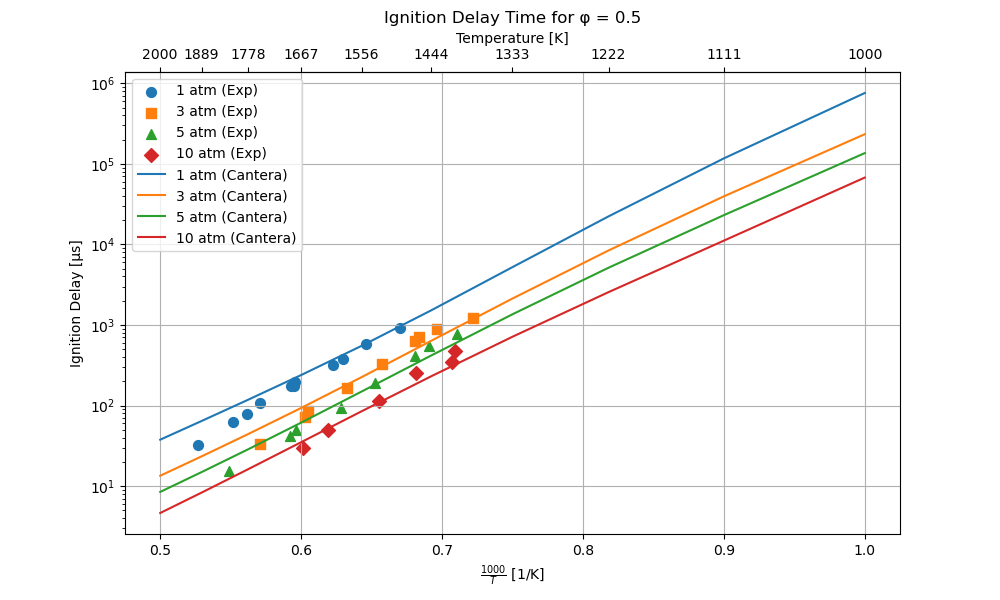 Ignition Delay Time for φ = 0.5
Temperature [K]
2000 1889 1778 1667 1556 1444 1333 1222 1111 1000
10⁶
10⁵
10⁴
10³
10²
10¹
Ignition Delay [μs]
1 atm (Exp)
3 atm (Exp)
5 atm (Exp)
10 atm (Exp)
1 atm (Cantera)
3 atm (Cantera)
5 atm (Cantera)
10 atm (Cantera)
0.5 0.6 0.7 0.8 0.9 1.0
1000/T [1/K]